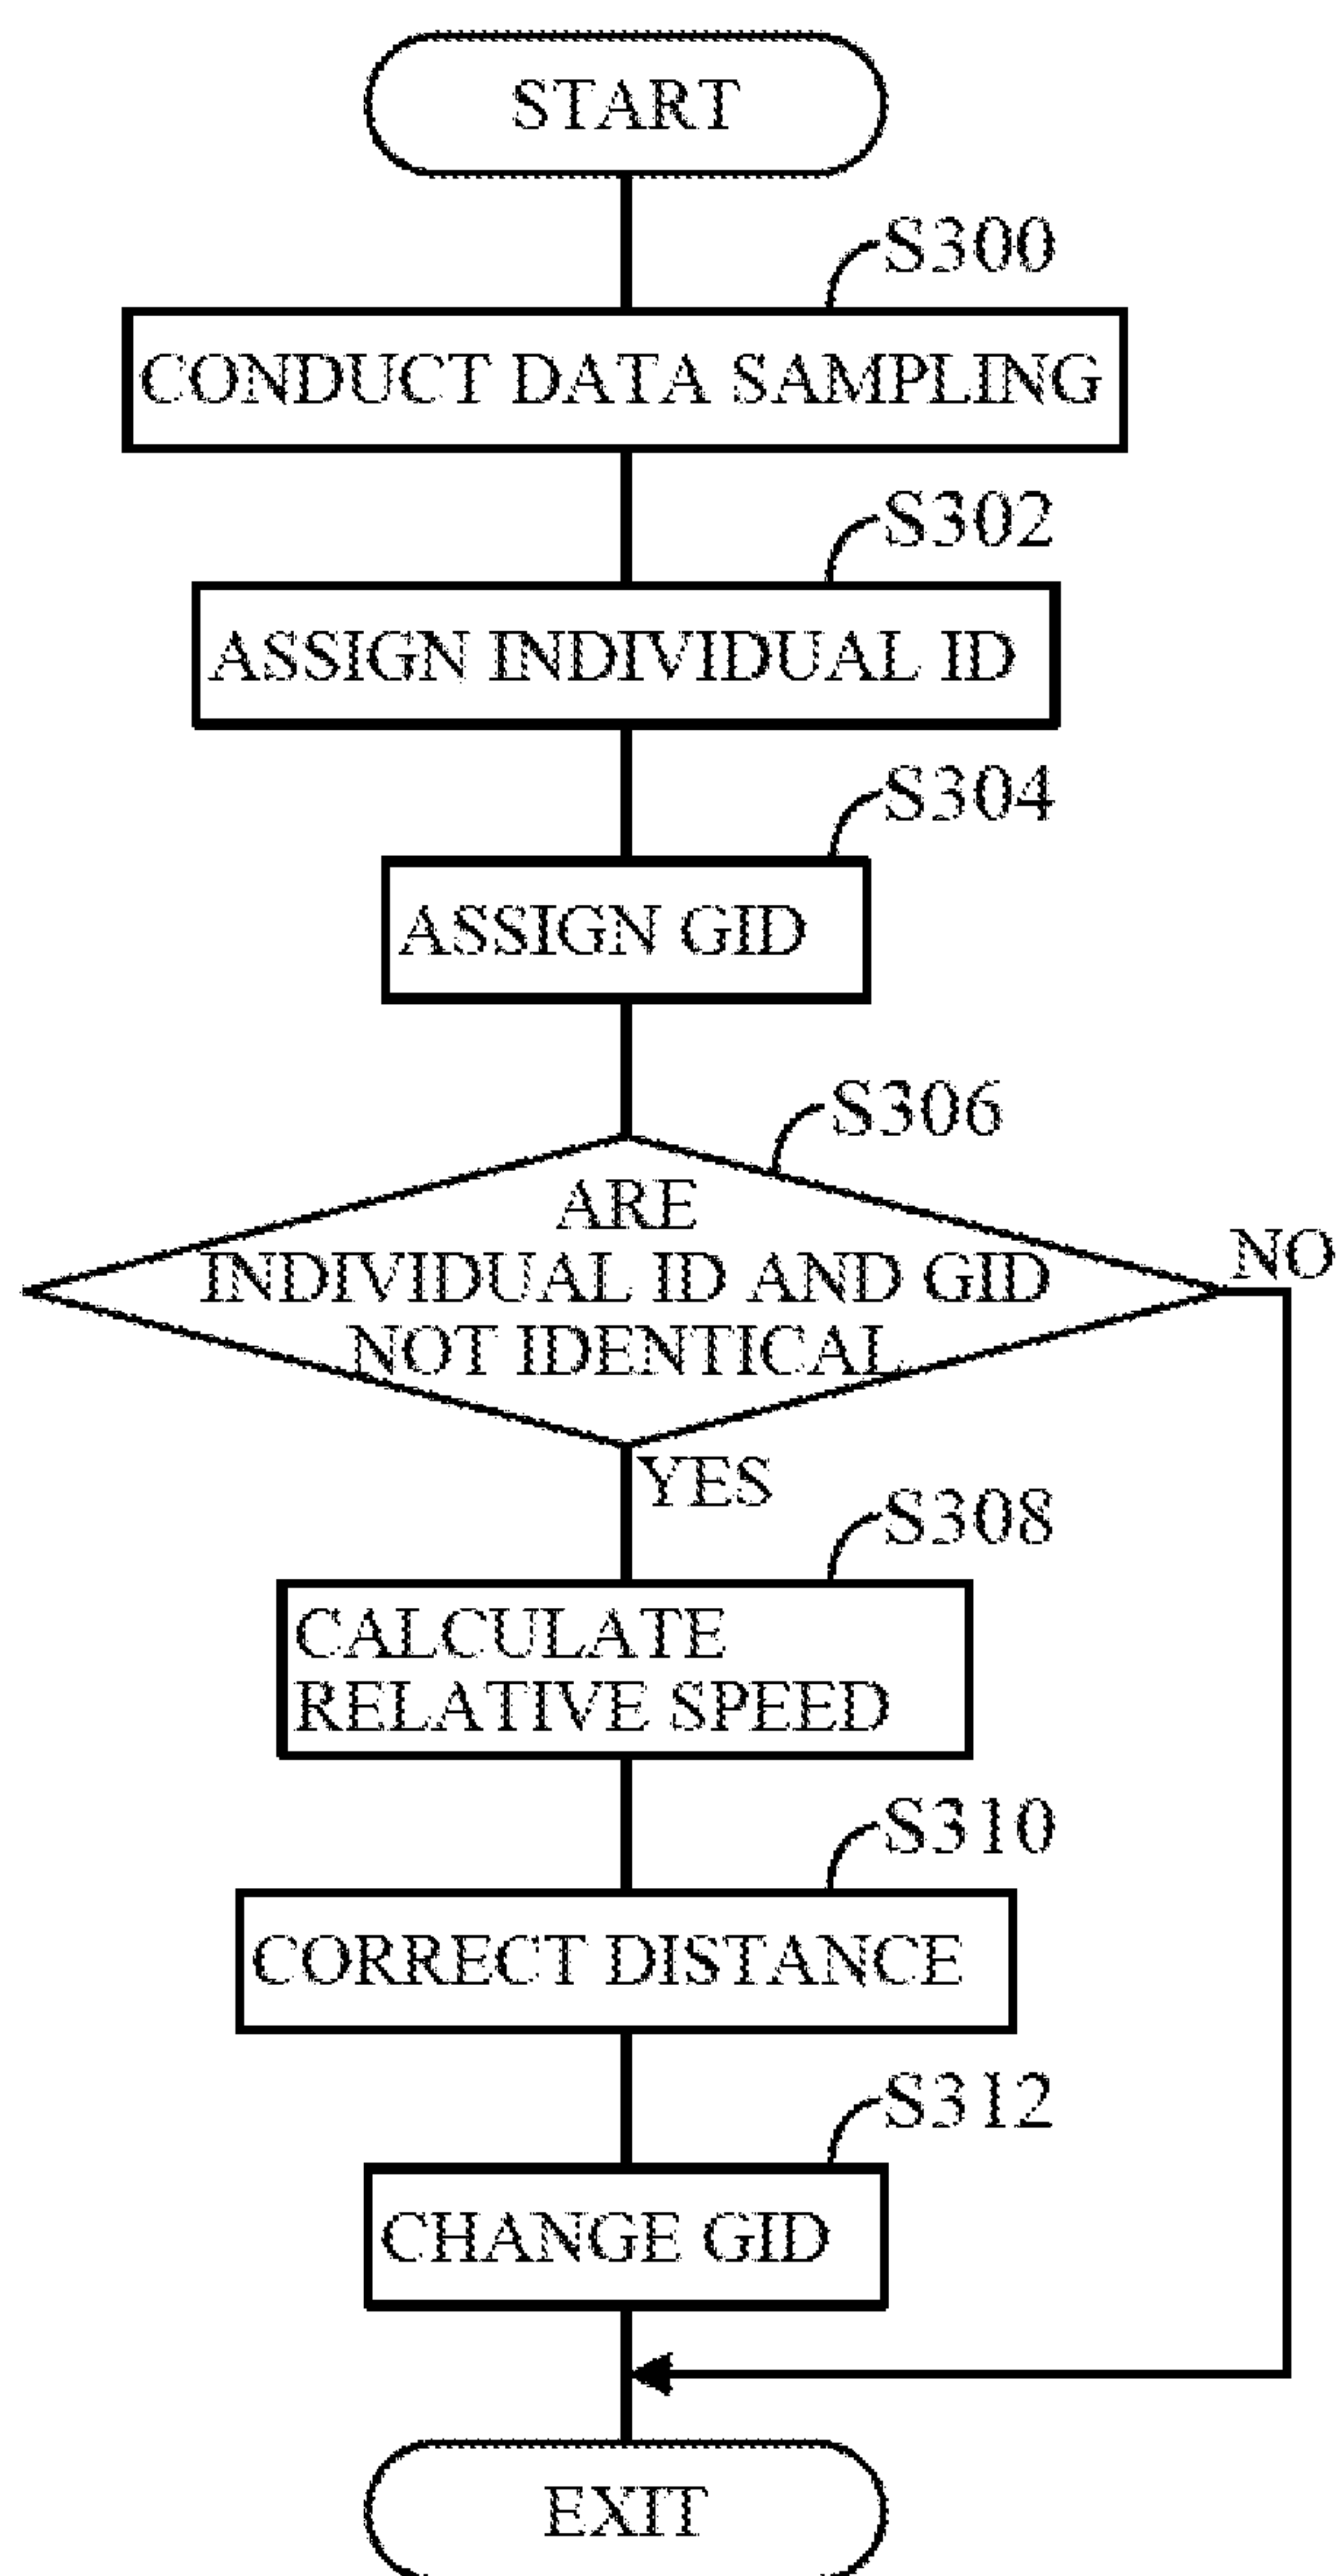 START
S300
CONDUCT DATA SAMPLING
S302
ASSIGN INDIVIDUAL ID
S304
ASSIGN GID
S306
ARE
INDIVIDUAL ID AND GID
NOT IDENTICAL
NO
YES
S308
CALCULATE
RELATIVE SPEED
S310
CORRECT DISTANCE
S312
CHANGE GID
EXIT